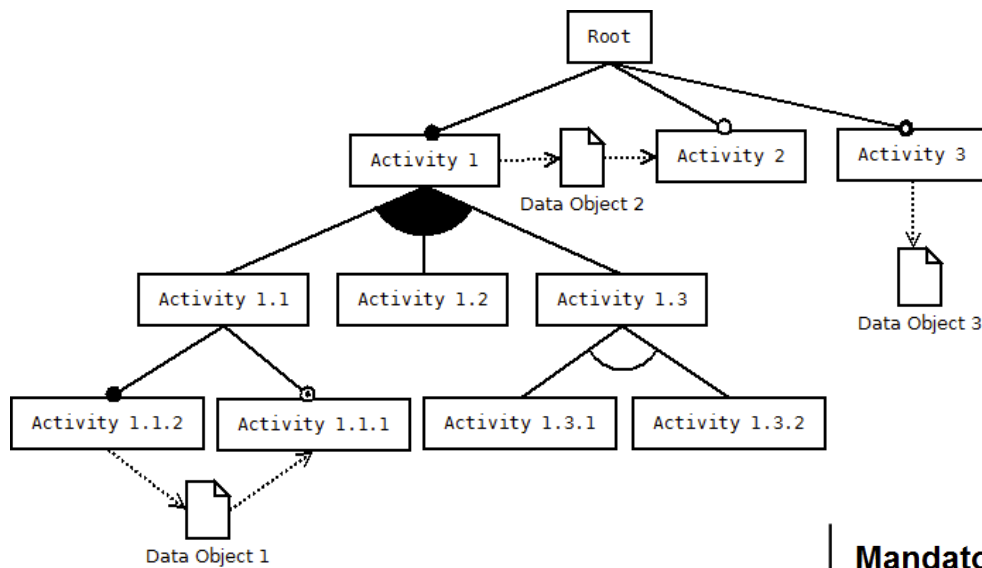 Root
Activity 1
Activity 2
Activity 3
Data Object 2
Activity 1.1
Activity 1.2
Activity 1.3
Data Object 3
Activity 1.1.2
Activity 1.1.1
Activity 1.3.1
Activity 1.3.2
Data Object 1